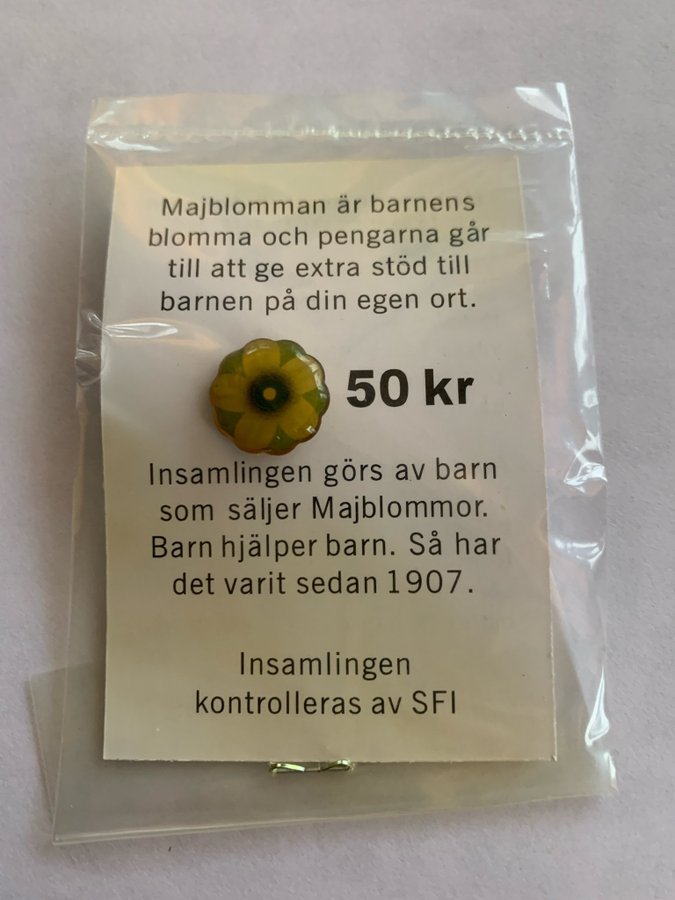 Majblomman är barnens
blomma och pengarna går
till att ge extra stöd till
barnen på din egen ort.
50 kr
Insamlingen görs av barn
som säljer Majblommor.
Barn hjälper barn. Så har
det varit sedan 1907.
Insamlingen
kontrolleras av SFI